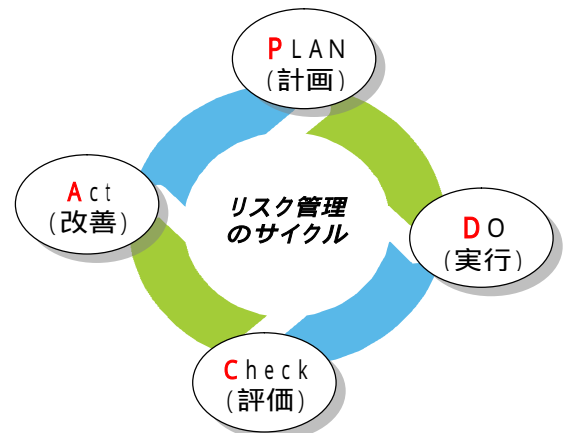 PLAN
(計画)
Act
(改善)
リスク管理
のサイクル
DO
(実行)
Check
(評価)